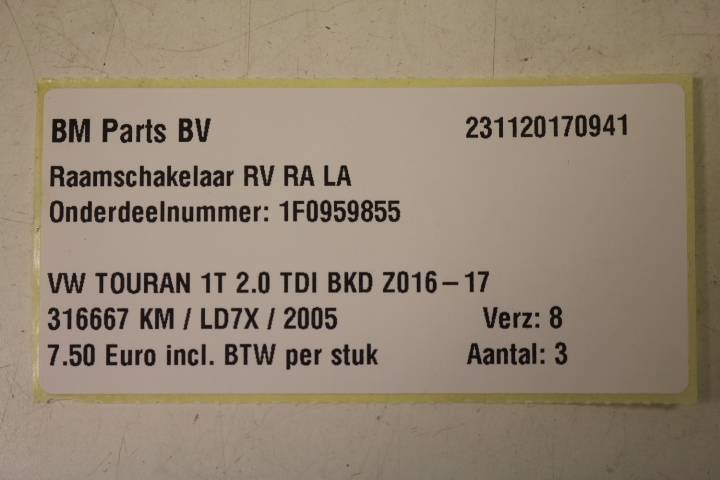 BM Parts BV 231120170941
Raamschakelaar RV RA LA
Onderdeelnummer: 1F0959855
VW TOURAN 1T 2.0 TDI BKD Z016-17
316667 KM / LD7X / 2005 Verz: 8
7.50 Euro incl. BTW per stuk Aantal: 3